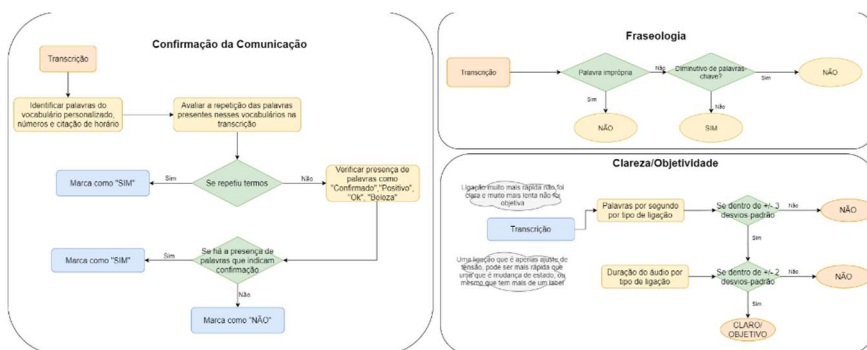 Confirmação da Comunicação
Transcrição
Identificar palavras do
vocabulário personalizado,
números e citação de horário
Avaliar a repetição das palavras
presentes nesses vocabulários na
transcrição
Se repetiu termos
Sim
Não
Marca como "SIM"
Verificar presença de
palavras como
"Confirmado","Positivo",
"Ok", "Beleza"
Se há a presença de
palavras que indicam
confirmação
Sim
Marca como "SIM"
Não
Marca como "NÃO"
Fraseologia
Transcrição
Palavra imprópria
Não
Diminutivo de palavras-
chave?
Sim
NÃO
Sim
NÃO
Não
SIM
Clareza/Objetividade
Ligação muito mais rápida não foi
clara e muito mais lenta não foi
objetiva
Transcrição
Palavras por segundo
por tipo de ligação
Se dentro de +/- 3
desvios-padrão
Não
NÃO
Sim
Uma ligação que é apenas ajuste de
tensão, pode ser mais rápida que
uma que é mudança de estado, ou
mesmo que tem mais de um label
Duração do áudio por
tipo de ligação
Se dentro de +/- 2
desvios-padrão
Não
NÃO
Sim
CLARO/
OBJETIVO